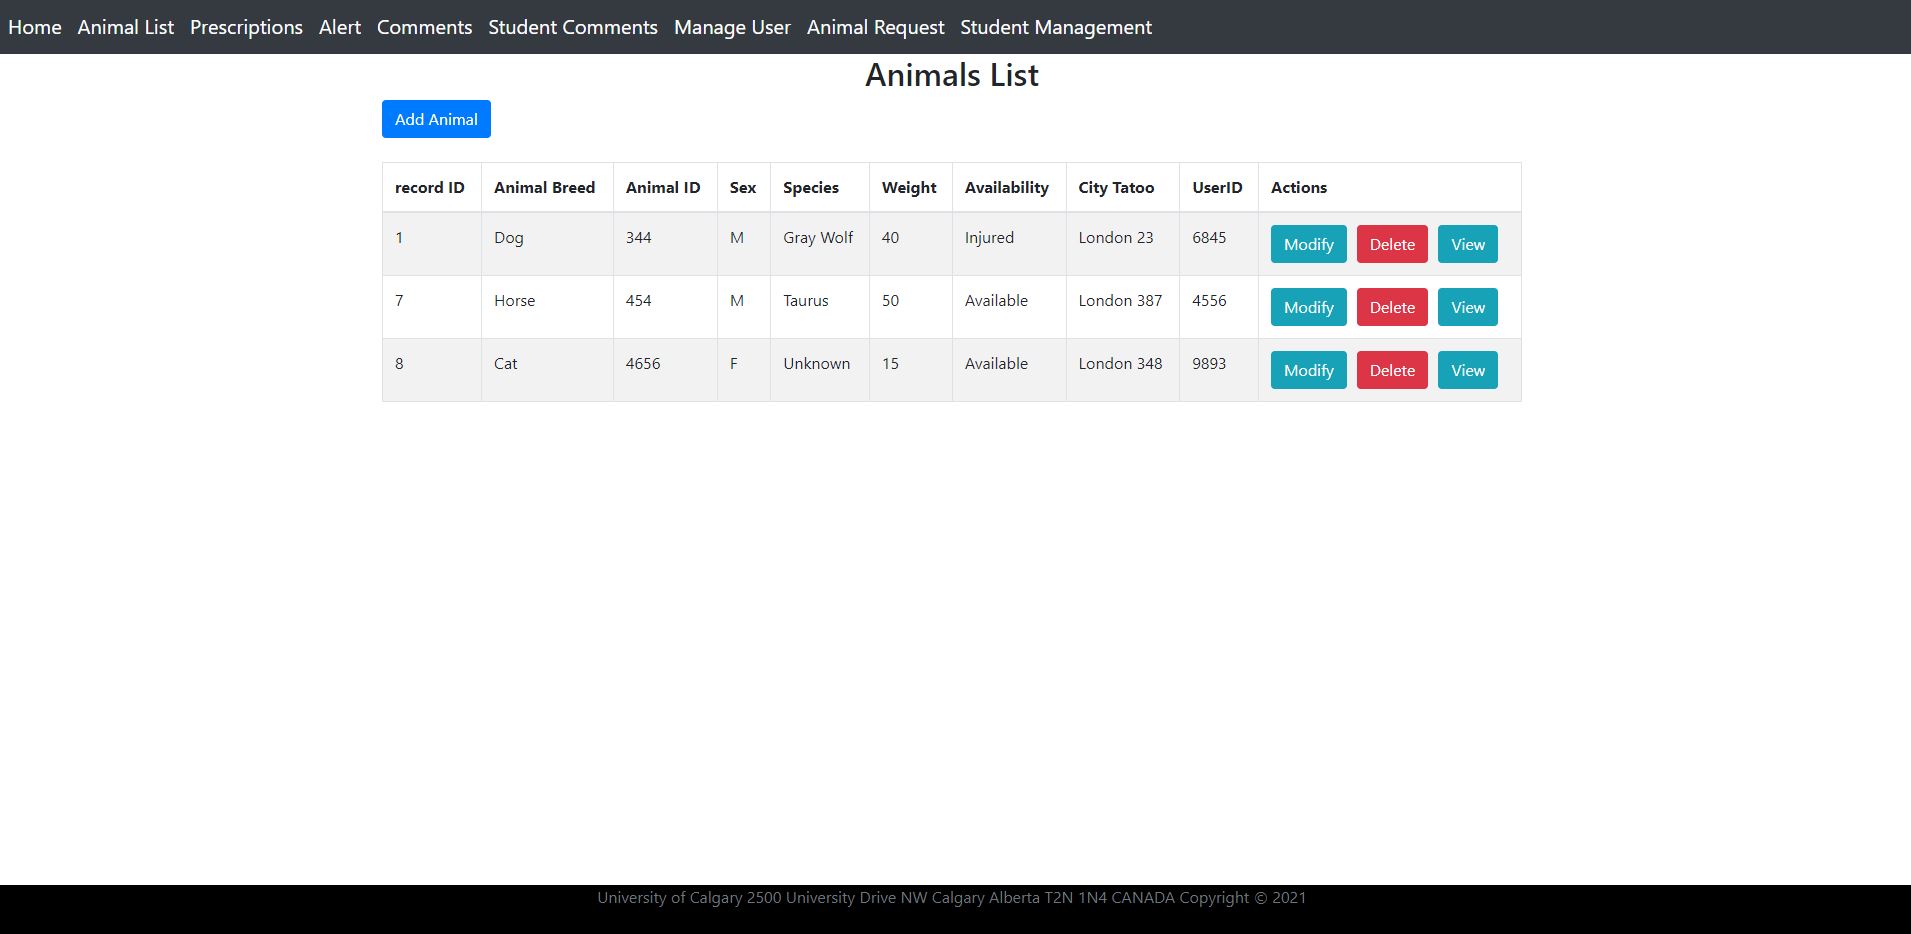 Home Animal List Prescriptions Alert Comments Student Comments Manage User Animal Request Student Management
Animals List
Add Animal
record ID Animal Breed Animal ID Sex Species Weight Availability City Tatoo UserID Actions
1 Dog 344 M Gray Wolf 40 Injured London 23 6845 Modify Delete View
7 Horse 454 M Taurus 50 Available London 387 4556 Modify Delete View
8 Cat 4656 F Unknown 15 Available London 348 9893 Modify Delete View
University of Calgary 2500 University Drive NW Calgary Alberta T2N 1N4 CANADA Copyright © 2021